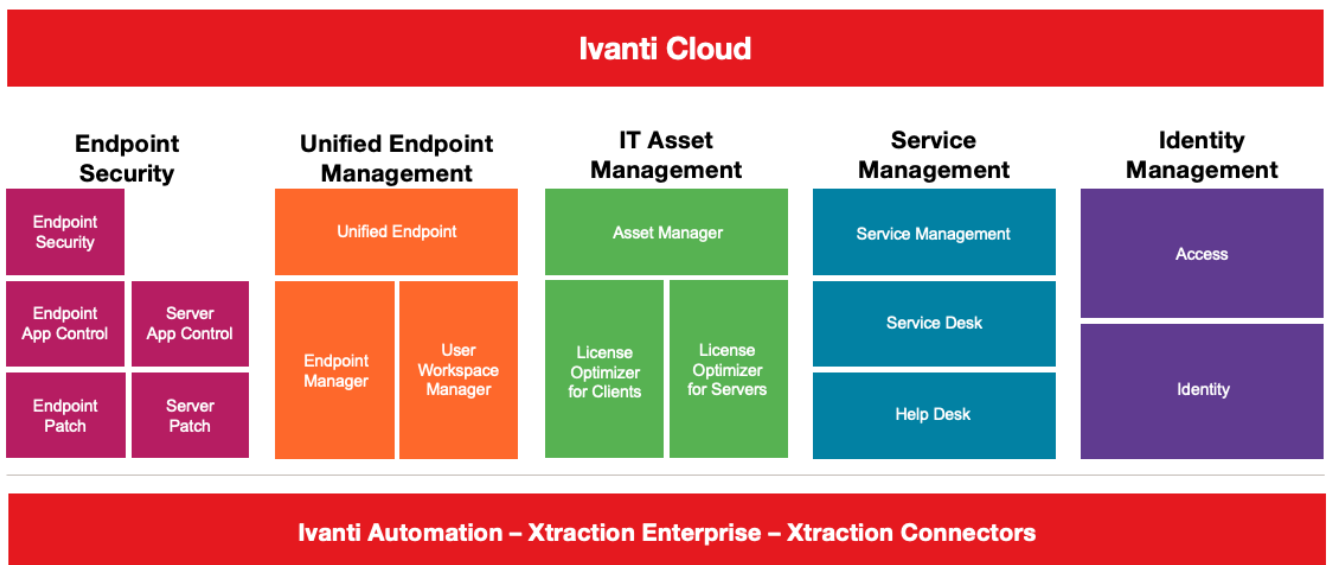 Ivanti Cloud
Endpoint
Security
Unified Endpoint
Management
IT Asset
Management
Service
Management
Identity
Management
Endpoint
Security
Endpoint
App Control
Server
App Control
Endpoint
Patch
Server
Patch
Unified Endpoint
Endpoint
Manager
User
Workspace
Manager
Asset Manager
License
Optimizer
for Clients
License
Optimizer
for Servers
Service Management
Service Desk
Help Desk
Access
Identity
Ivanti Automation – Xtraction Enterprise – Xtraction Connectors